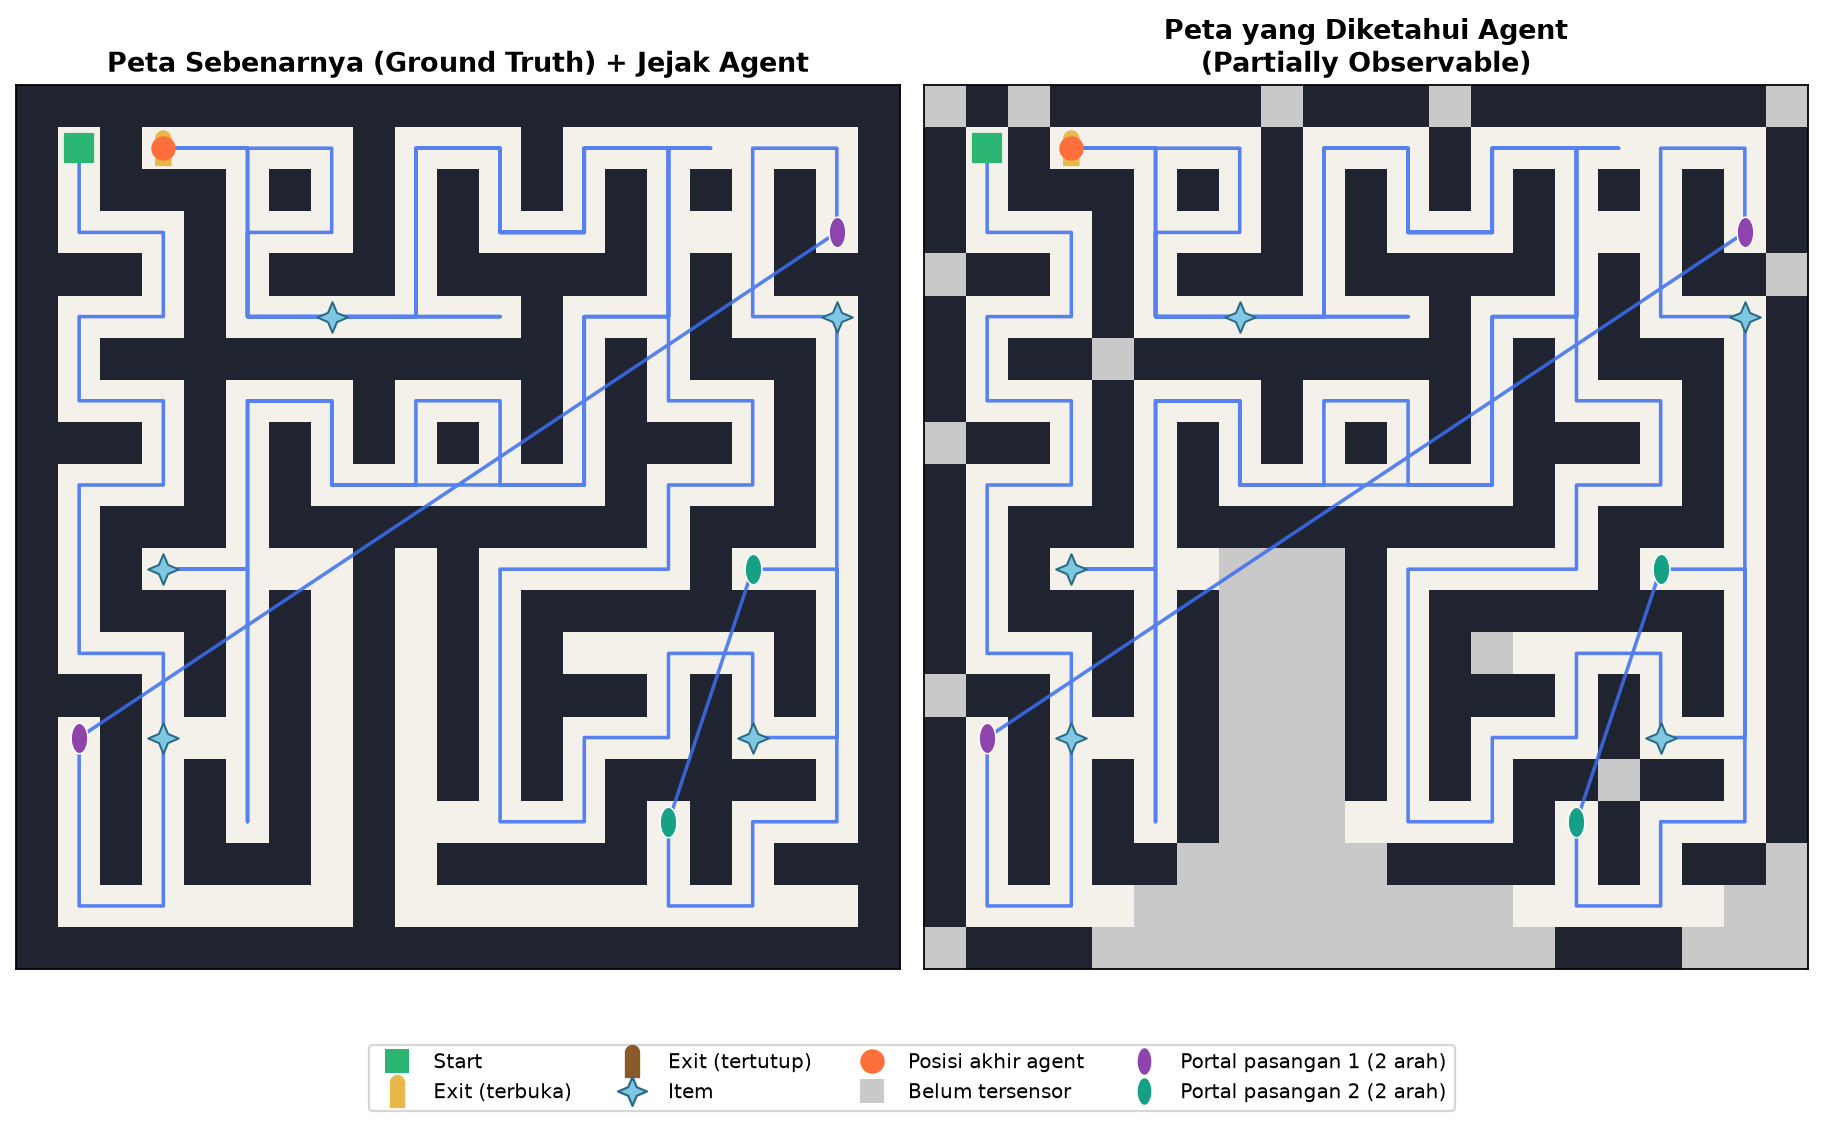 Peta Sebenarnya (Ground Truth) + Jejak Agent
Peta yang Diketahui Agent
(Partially Observable)
Start
Exit (terbuka)
Exit (tertutup)
Item
Posisi akhir agent
Belum tersensor
Portal pasangan 1 (2 arah)
Portal pasangan 2 (2 arah)